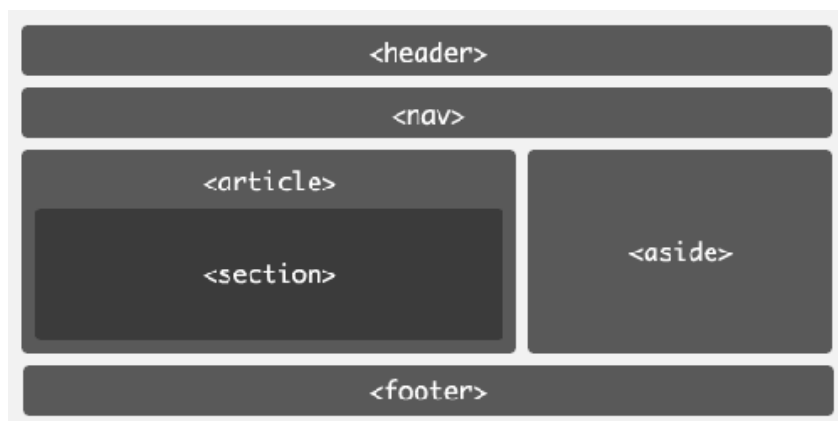 <header>
<nav>
<article>
<section>
<aside>
<footer>